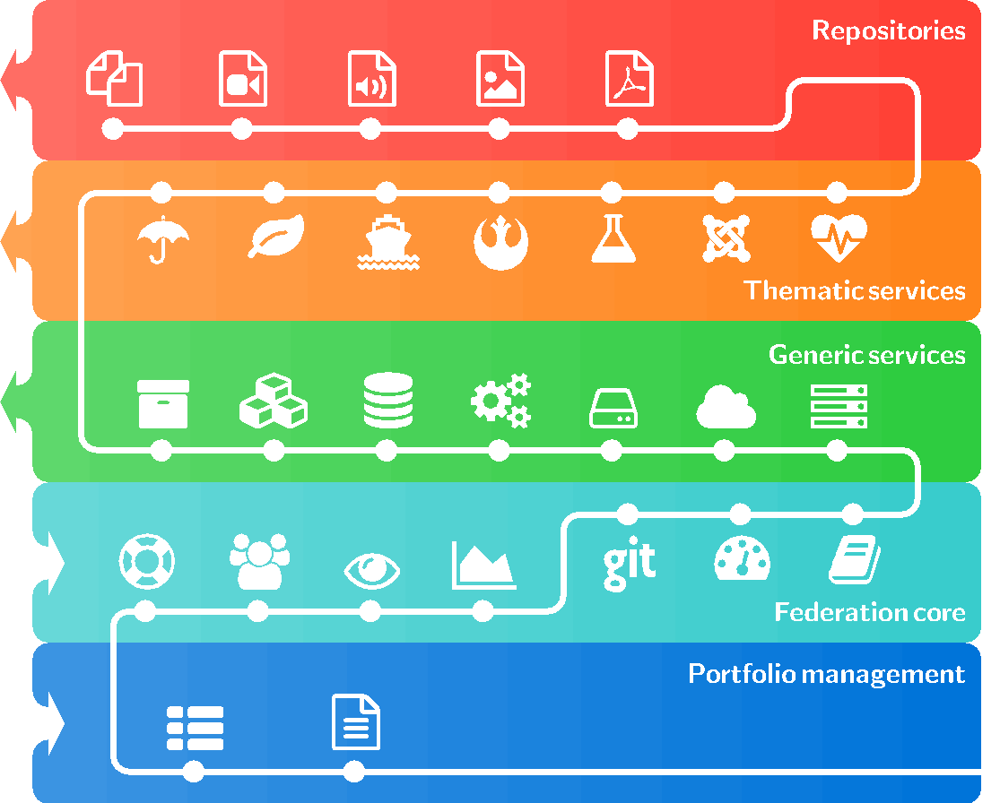 Repositories
Thematic services
Generic services
git
Federation core
Portfolio management